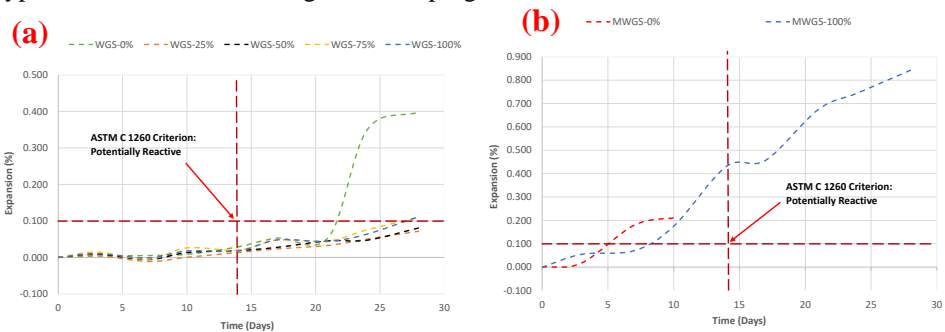 (a)
WGS-0% WGS-25% WGS-50% WGS-75% WGS-100%
0.500
0.400
0.300
0.200
0.100
0.000
-0.100
Expansion (%)
ASTM C 1260 Criterion:
Potentially Reactive
0 5 10 15 20 25 30
Time (Days)
(b)
MWGS-0% MWGS-100%
0.900
0.800
0.700
0.600
0.500
0.400
0.300
0.200
0.100
0.000
-0.100
Expansion (%)
ASTM C 1260 Criterion:
Potentially Reactive
0 5 10 15 20 25 30
Time (Days)